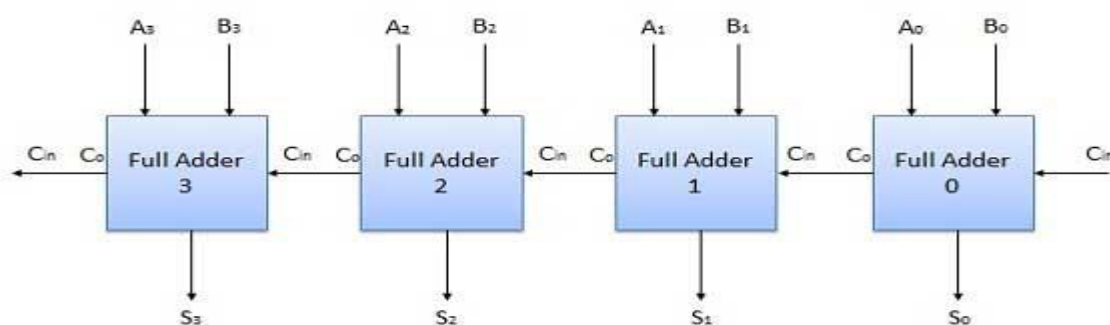 A₃ B₃ A₂ B₂ A₁ B₁ A₀ B₀
Cin Co Full Adder 3 Cin Co Full Adder 2 Cin Co Full Adder 1 Cin Co Full Adder 0 Cin
S₃ S₂ S₁ S₀